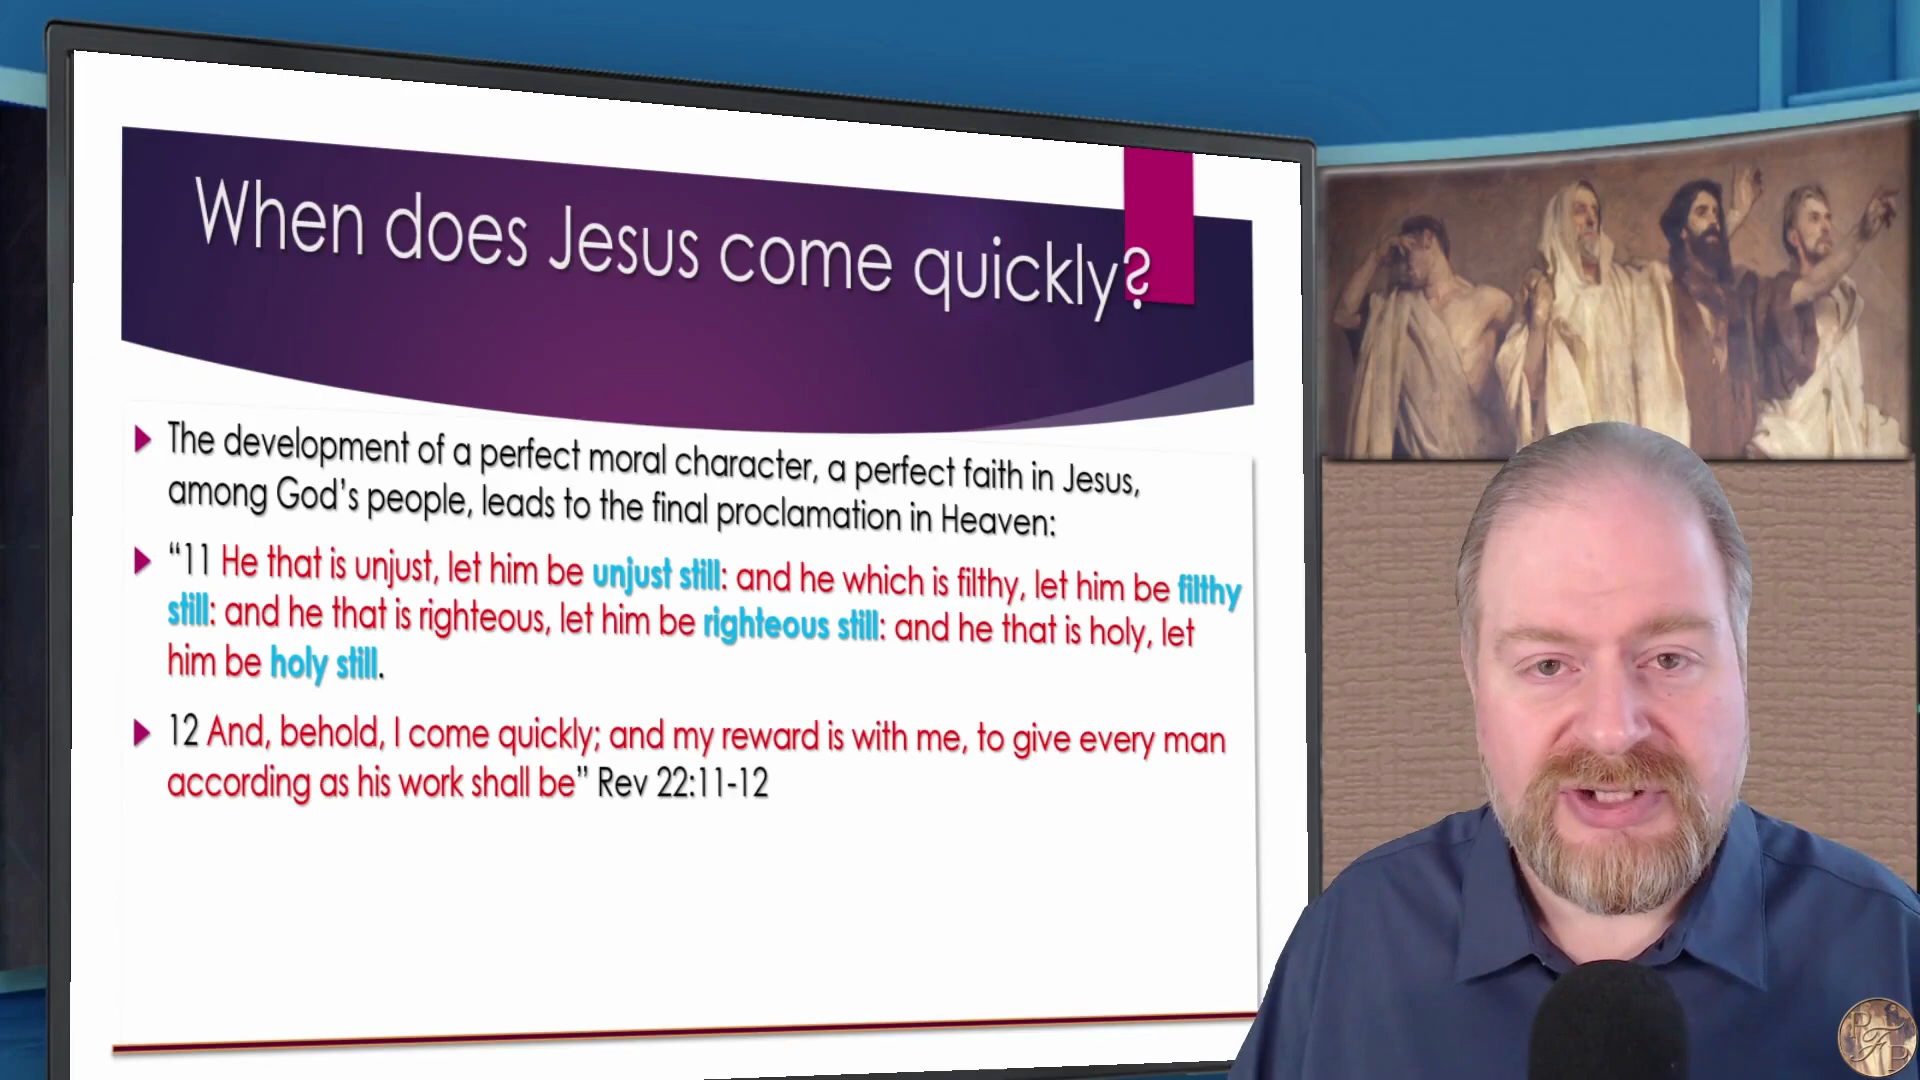 When does Jesus come quickly?
The development of a perfect moral character, a perfect faith in Jesus,
among God's people, leads to the final proclamation in Heaven:
“11 He that is unjust, let him be unjust still: and he which is filthy, let him be filthy
still: and he that is righteous, let him be righteous still: and he that is holy, let
him be holy still.
12 And, behold, I come quickly; and my reward is with me, to give every man
according as his work shall be” Rev 22:11-12